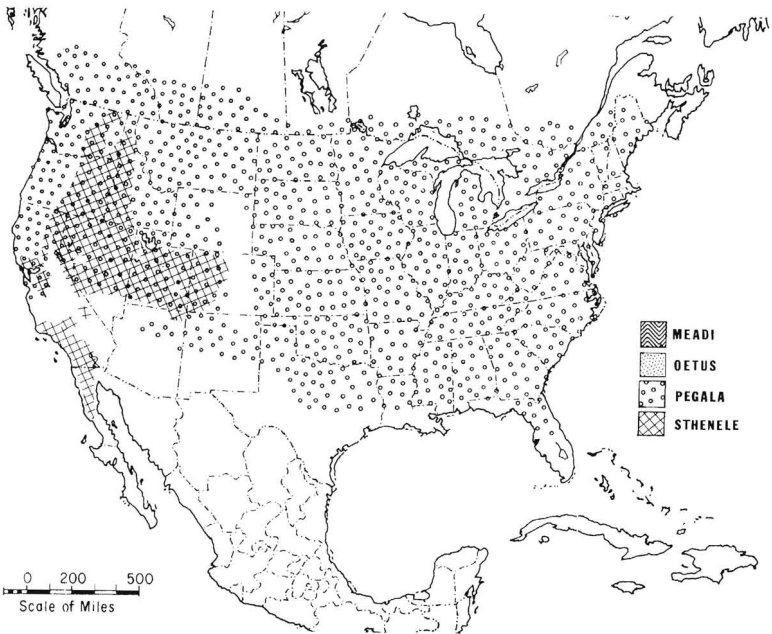 MEADI
OETUS
PEGALA
STHENELE
0 200 500
Scale of Miles